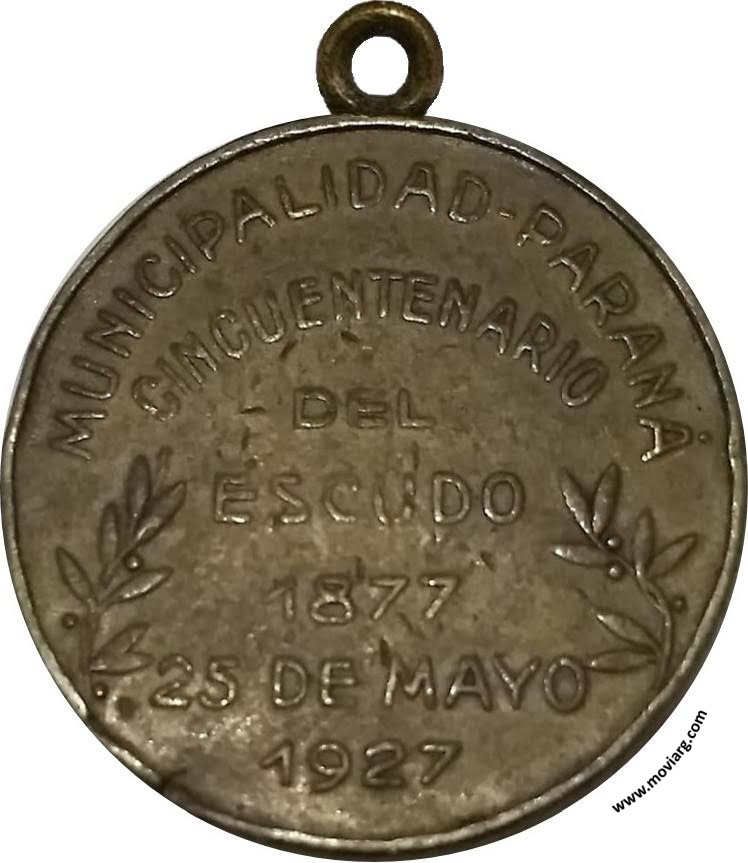 MUNICIPALIDAD-PARANÁ
CINCUENTENARIO
DEL
ESCUDO
1877
25 DE MAYO
1927
www.moviarg.com